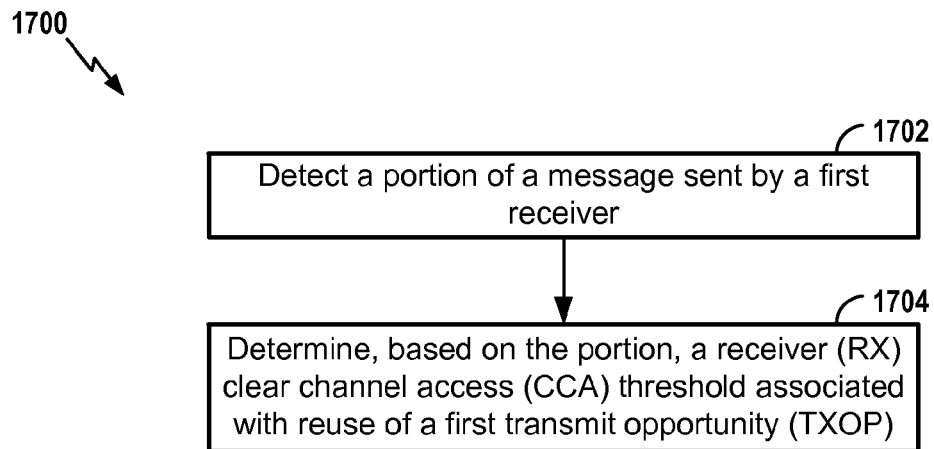 1700
1702
Detect a portion of a message sent by a first
receiver
1704
Determine, based on the portion, a receiver (RX)
clear channel access (CCA) threshold associated
with reuse of a first transmit opportunity (TXOP)